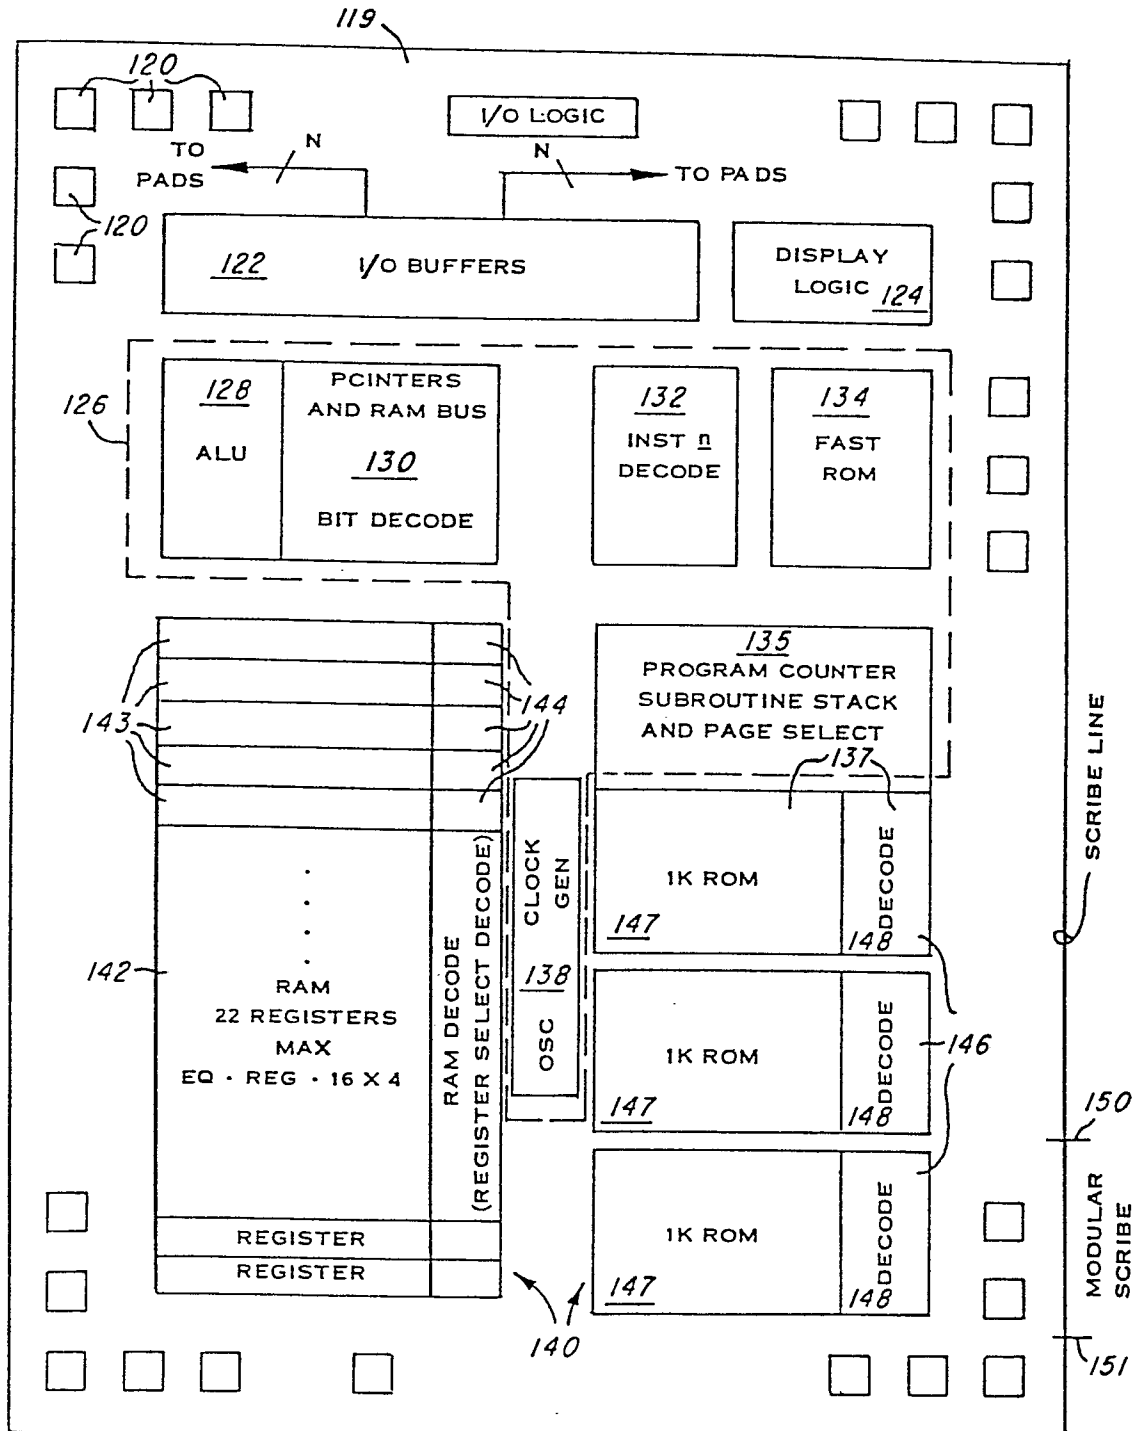 119
120
I/O LOGIC
TO PADS
N
N
TO PADS
120
122
I/O BUFFERS
DISPLAY
LOGIC 124
126
128
ALU
PCINTERS
AND RAM BUS
130
BIT DECODE
132
INST n
DECODE
134
FAST
ROM
135
PROGRAM COUNTER
SUBROUTINE STACK
AND PAGE SELECT
143
144
137
SCRIBE LINE
CLOCK
GEN
138
OSC
1K ROM
147
DECODE
148
142
RAM
22 REGISTERS
MAX
EQ · REG · 16 X 4
RAM DECODE
(REGISTER SELECT DECODE)
1K ROM
147
DECODE
148
146
150
REGISTER
REGISTER
1K ROM
147
DECODE
148
MODULAR
SCRIBE
140
151